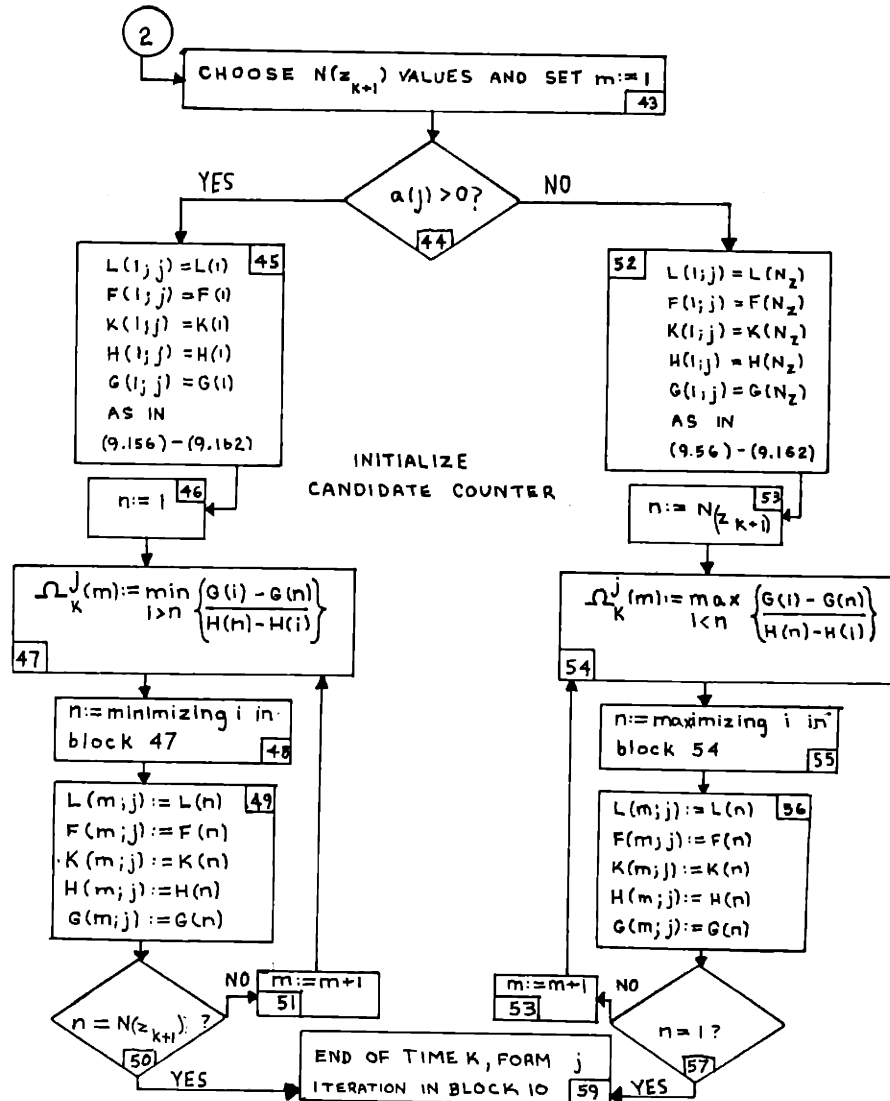 2
CHOOSE N(z_{k+1}) VALUES AND SET m:=1
43
a(j)>0?
44
YES
NO
45
L(1;j)=L(1)
F(1;j)=F(1)
K(1;j)=K(1)
H(1;j)=H(1)
G(1;j)=G(1)
AS IN
(9.156)-(9.162)
52
L(1;j)=L(N_z)
F(1;j)=F(N_z)
K(1;j)=K(N_z)
H(1;j)=H(N_z)
G(1;j)=G(N_z)
AS IN
(9.56)-(9.162)
INITIALIZE
CANDIDATE COUNTER
n:=1
46
n:=N(z_{k+1})
53
Ω_K^j(m):=min_{i>n} {G(i)-G(n)/H(n)-H(i)}
47
Ω_K^j(m):=max_{i<n} {G(i)-G(n)/H(n)-H(i)}
54
n:=minimizing i in
block 47
48
n:=maximizing i in
block 54
55
L(m;j):=L(n)
49
F(m;j):=F(n)
K(m;j):=K(n)
H(m;j):=H(n)
G(m;j):=G(n)
L(m;j):=L(n)
56
F(m;j):=F(n)
K(m;j):=K(n)
H(m;j):=H(n)
G(m;j):=G(n)
n=N(z_{k+1})?
50
NO
m:=m+1
51
YES
m:=m+1
53
NO
n=1?
57
YES
END OF TIME K, FORM j
ITERATION IN BLOCK 10
59